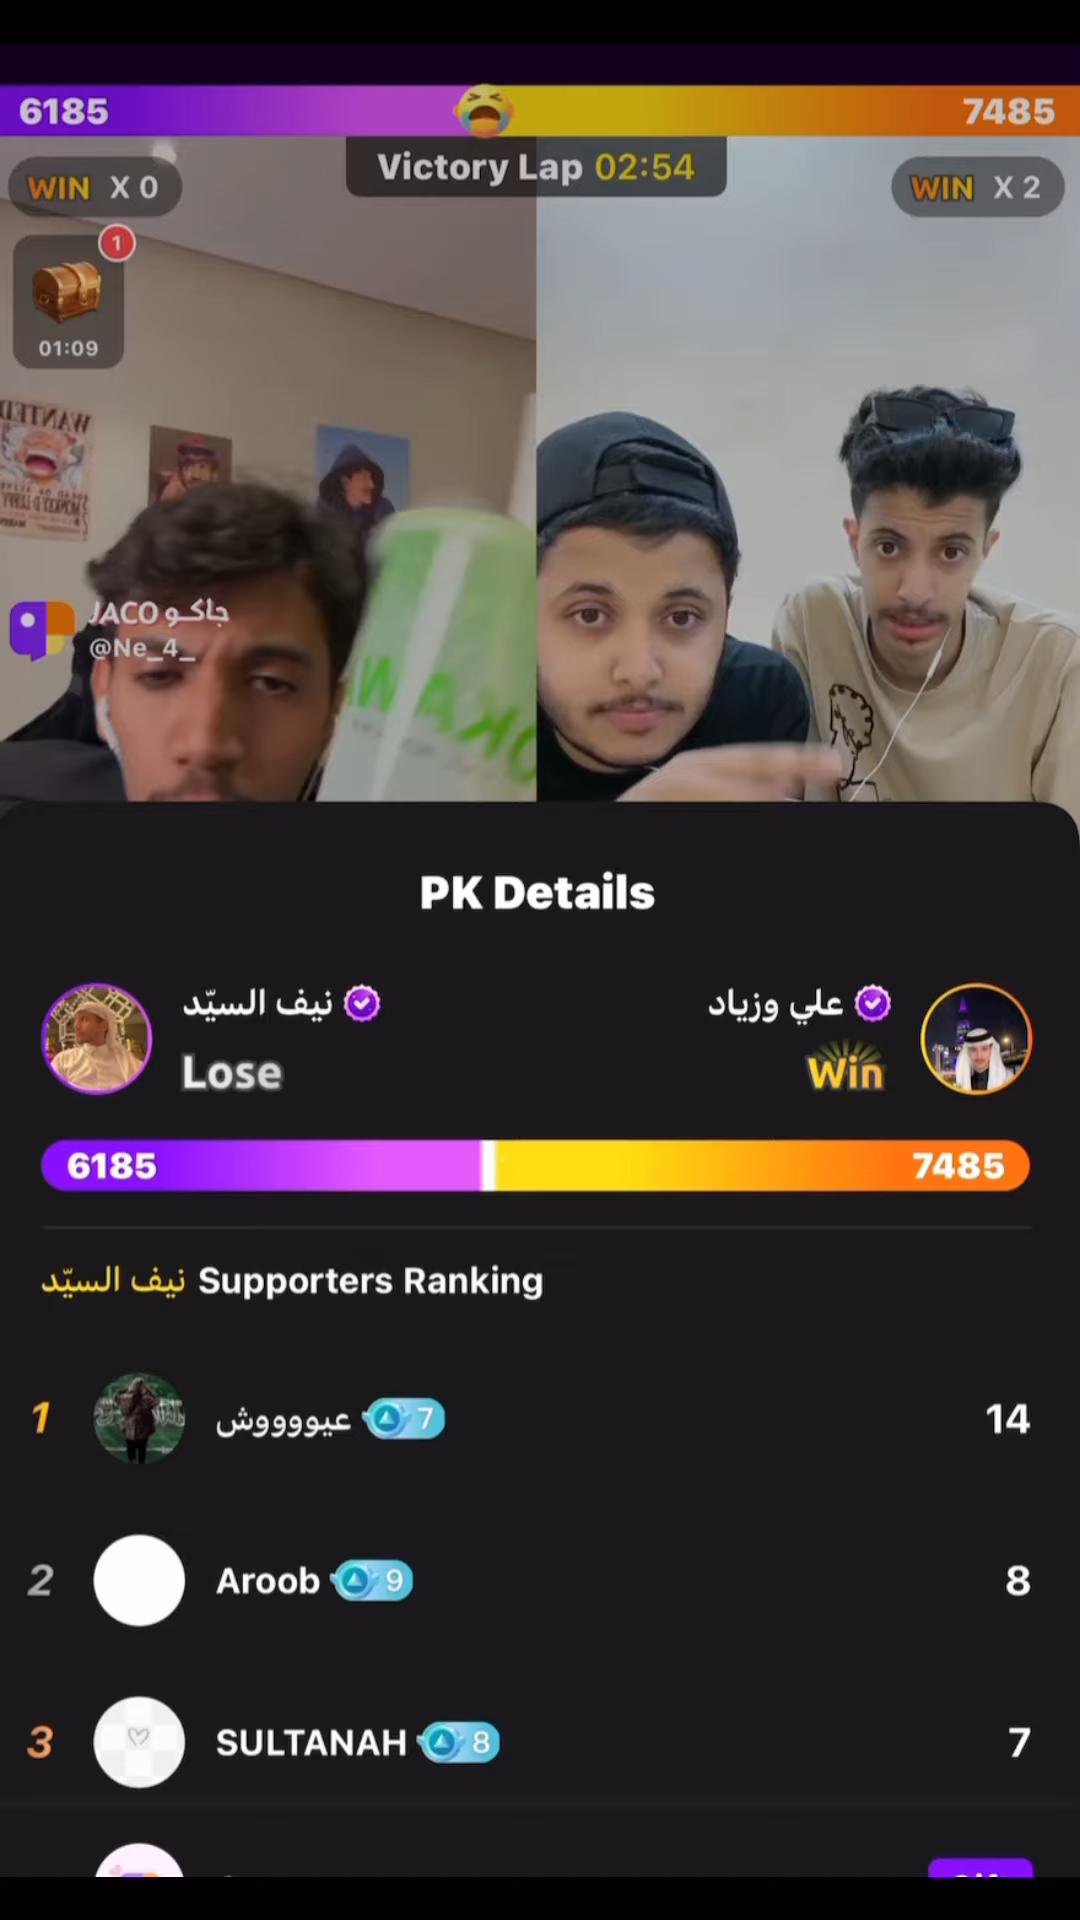 6185
7485
Victory Lap 02:54
WIN X 0
WIN X 2
1
01:09
WANTED
JACO جاكو
@Ne_4_
PK Details
نيف السيّد
علي وزياد
Lose
Win
6185
7485
نيف السيّد Supporters Ranking
1
عيووووش
7
14
2
Aroob
9
8
3
SULTANAH
8
7